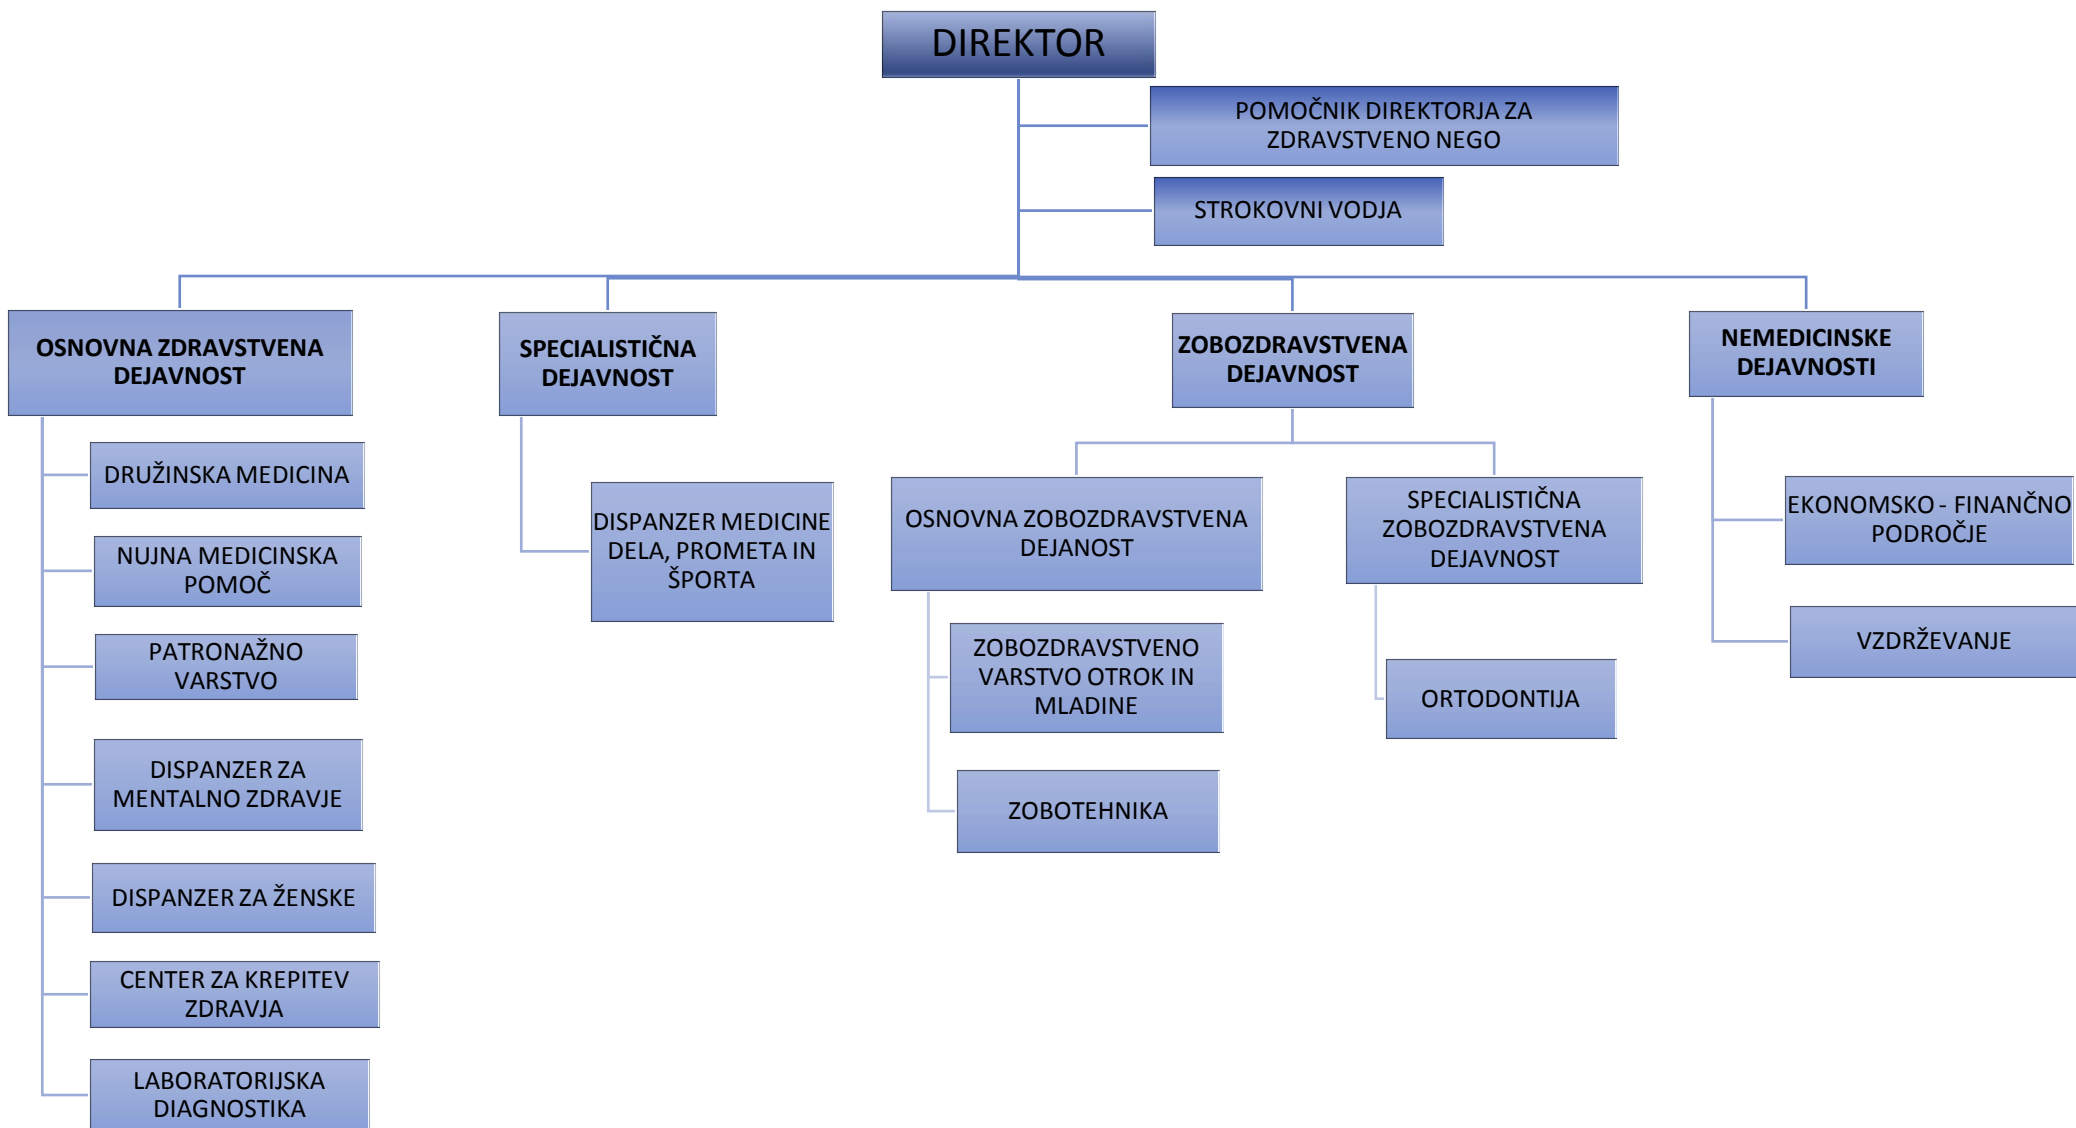 DIREKTOR
POMOČNIK DIREKTORJA ZA
ZDRAVSTVENO NEGO
STROKOVNI VODJA
OSNOVNA ZDRAVSTVENA
DEJAVNOST
DRUŽINSKA MEDICINA
NUJNA MEDICINSKA
POMOČ
PATRONAŽNO
VARSTVO
DISPANZER ZA
MENTALNO ZDRAVJE
DISPANZER ZA ŽENSKE
CENTER ZA KREPITEV
ZDRAVJA
LABORATORIJSKA
DIAGNOSTIKA
SPECIALISTIČNA
DEJAVNOST
DISPANZER MEDICINE
DELA, PROMETA IN
ŠPORTA
ZOBOZDRAVSTVENA
DEJAVNOST
OSNOVNA ZOBOZDRAVSTVENA
DEJANOST
ZOBOZDRAVSTVENO
VARSTVO OTROK IN
MLADINE
ZOBOTEHNIKA
SPECIALISTIČNA
ZOBOZDRAVSTVENA
DEJAVNOST
ORTODONTIJA
NEMEDICINSKE
DEJAVNOSTI
EKONOMSKO - FINANČNO
PODROČJE
VZDRŽEVANJE